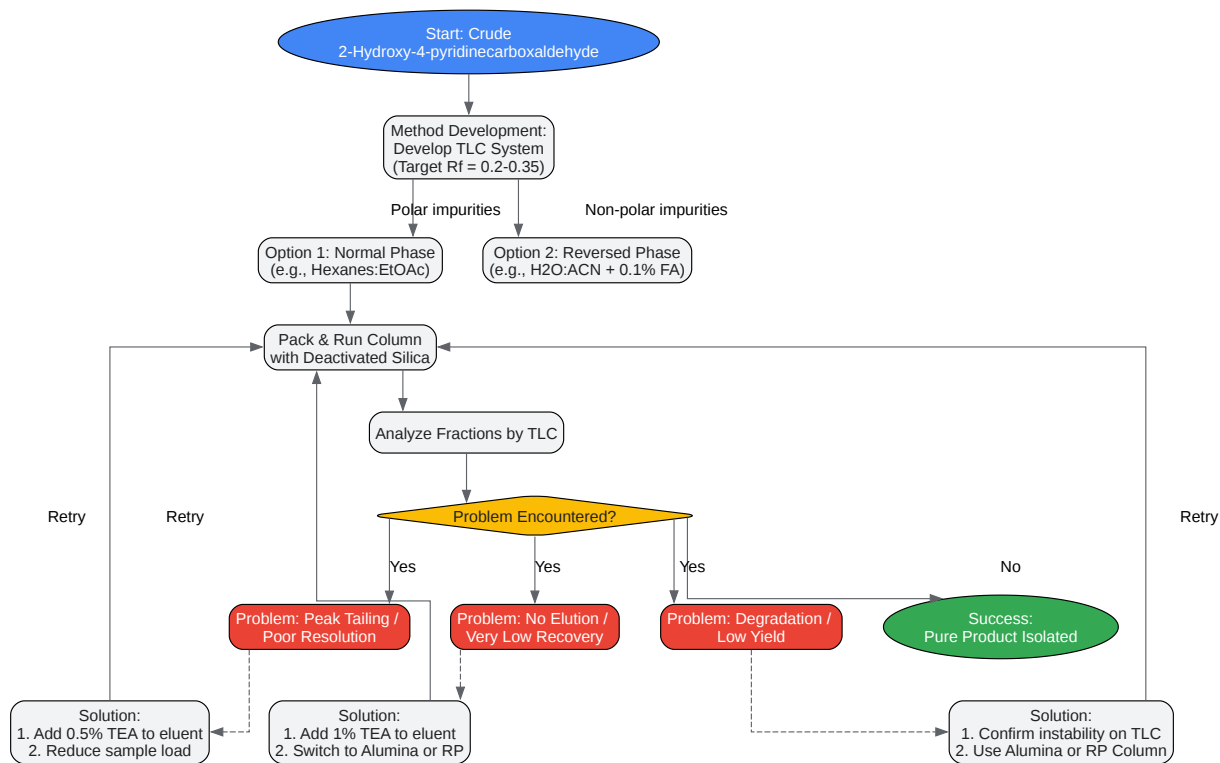 Start: Crude
2-Hydroxy-4-pyridinecarboxaldehyde
Method Development:
Develop TLC System
(Target Rf = 0.2-0.35)
Polar impurities
Non-polar impurities
Option 1: Normal Phase
(e.g., Hexanes:EtOAc)
Option 2: Reversed Phase
(e.g., H2O:ACN + 0.1% FA)
Pack & Run Column
with Deactivated Silica
Analyze Fractions by TLC
Retry
Retry
Problem Encountered?
Retry
Yes
Yes
Yes
No
Problem: Peak Tailing /
Poor Resolution
Problem: No Elution /
Very Low Recovery
Problem: Degradation /
Low Yield
Success:
Pure Product Isolated
Solution:
1. Add 0.5% TEA to eluent
2. Reduce sample load
Solution:
1. Add 1% TEA to eluent
2. Switch to Alumina or RP
Solution:
1. Confirm instability on TLC
2. Use Alumina or RP Column